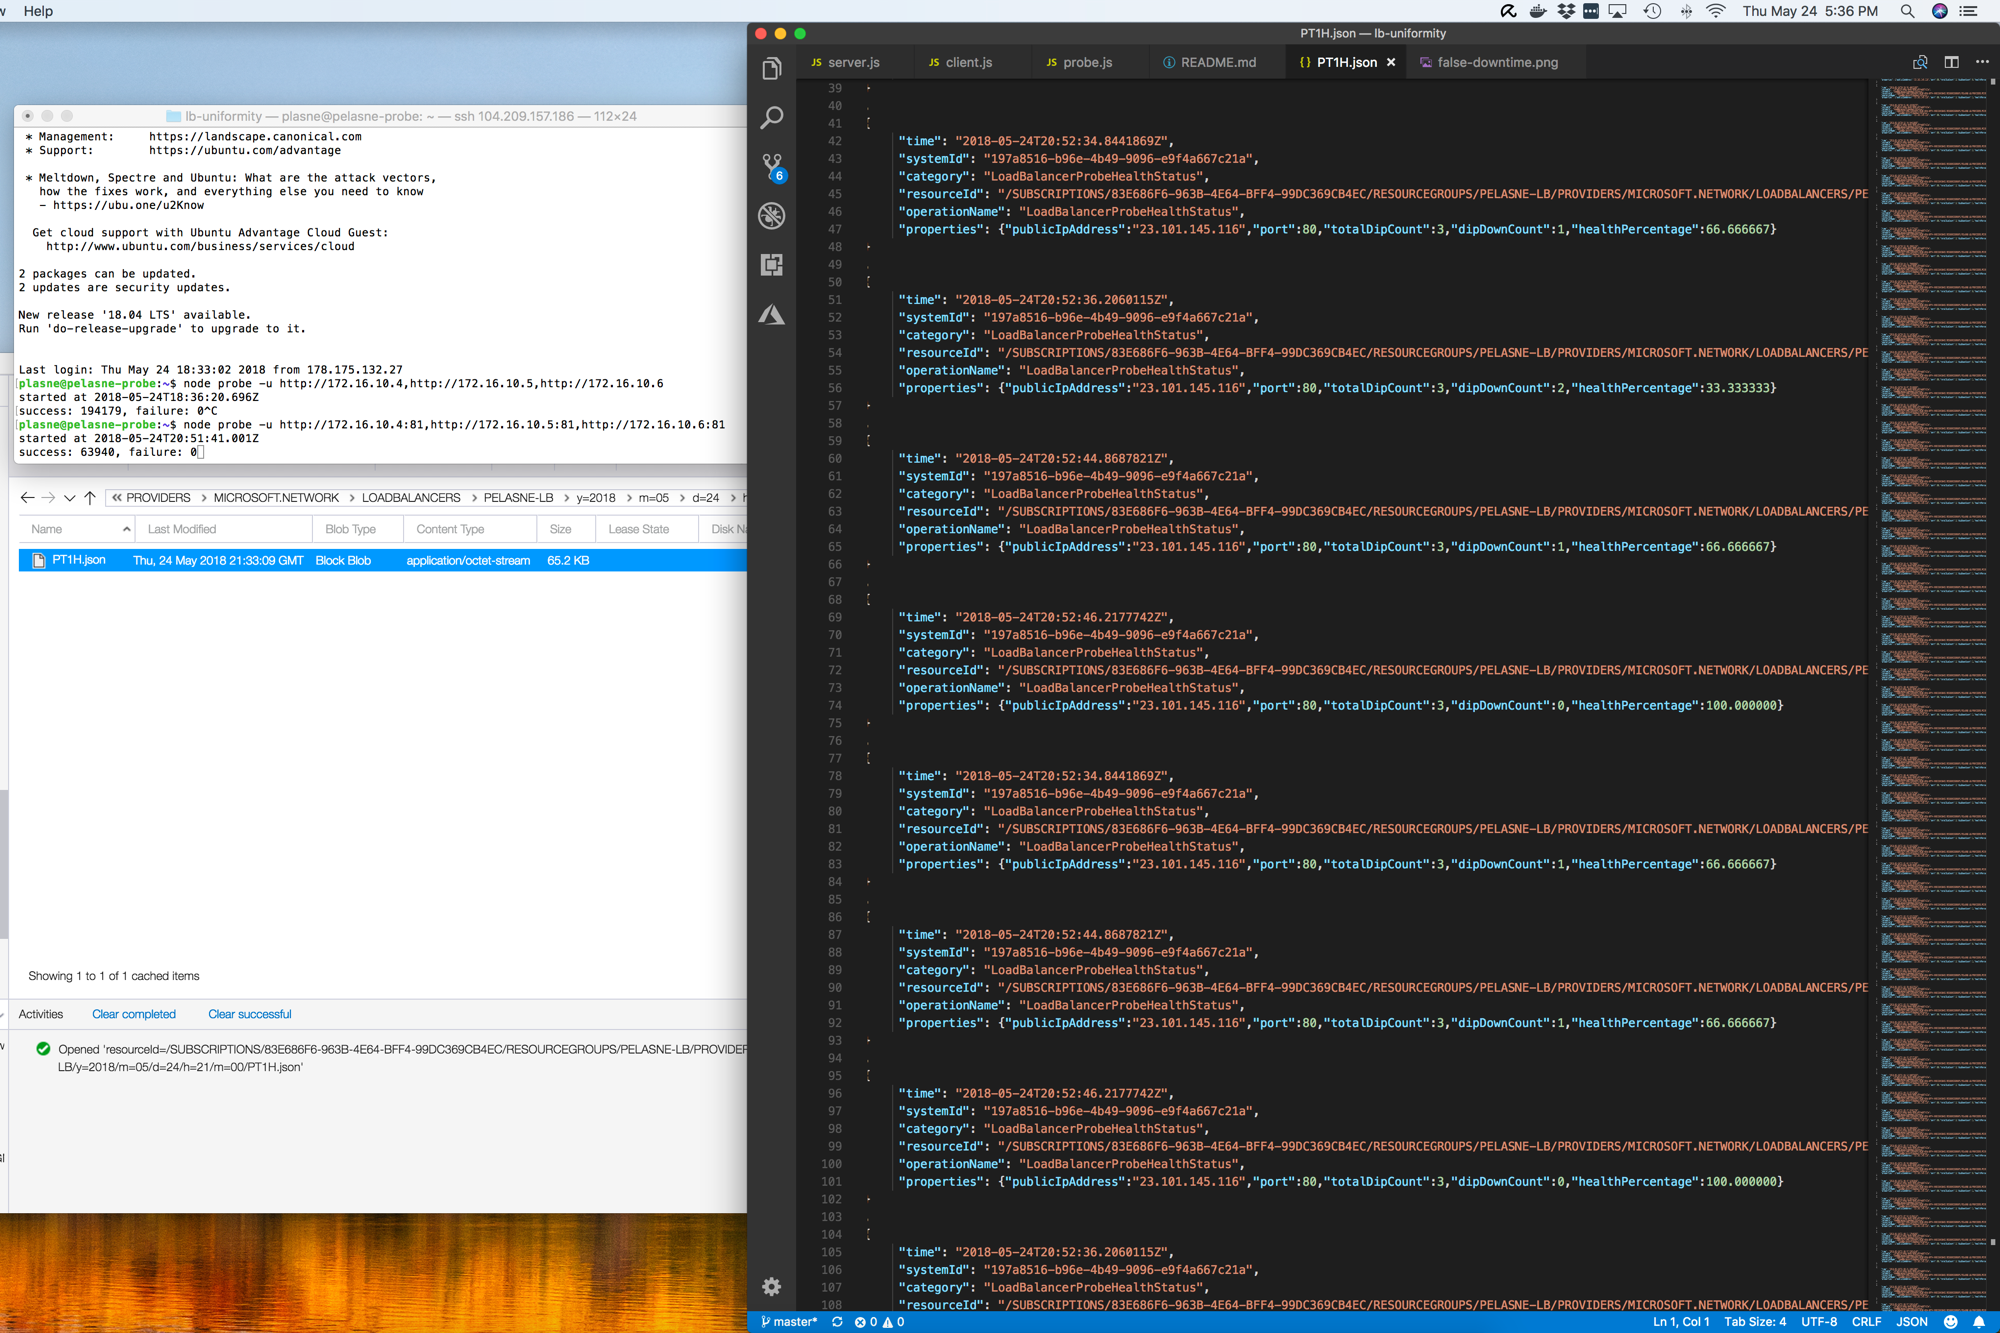 Help
Thu May 24 5:36 PM
lb-uniformity — plasne@pelasne-probe: ~ — ssh 104.209.157.186 — 112×24
* Management: https://landscape.canonical.com
* Support: https://ubuntu.com/advantage
* Meltdown, Spectre and Ubuntu: What are the attack vectors,
how the fixes work, and everything else you need to know
- https://ubu.one/u2Know
Get cloud support with Ubuntu Advantage Cloud Guest:
http://www.ubuntu.com/business/services/cloud
2 packages can be updated.
2 updates are security updates.
New release '18.04 LTS' available.
Run 'do-release-upgrade' to upgrade to it.
Last login: Thu May 24 18:33:02 2018 from 178.175.132.27
plasne@pelasne-probe:~$ node probe -u http://172.16.10.4,http://172.16.10.5,http://172.16.10.6
started at 2018-05-24T18:36:20.696Z
success: 194179, failure: 0^C
plasne@pelasne-probe:~$ node probe -u http://172.16.10.4:81,http://172.16.10.5:81,http://172.16.10.6:81
started at 2018-05-24T20:51:41.001Z
success: 63940, failure: 0
« PROVIDERS > MICROSOFT.NETWORK > LOADBALANCERS > PELASNE-LB > y=2018 > m=05 > d=24 > h
Name Last Modified Blob Type Content Type Size Lease State Disk Na
PT1H.json Thu, 24 May 2018 21:33:09 GMT Block Blob application/octet-stream 65.2 KB
Showing 1 to 1 of 1 cached items
Activities Clear completed Clear successful
Opened 'resourceId=/SUBSCRIPTIONS/83E686F6-963B-4E64-BFF4-99DC369CB4EC/RESOURCEGROUPS/PELASNE-LB/PROVIDER
LB/y=2018/m=05/d=24/h=21/m=00/PT1H.json'
PT1H.json — lb-uniformity
JS server.js JS client.js JS probe.js README.md {} PT1H.json × false-downtime.png
6
39
40 ,
41 {
42 "time": "2018-05-24T20:52:34.8441869Z",
43 "systemId": "197a8516-b96e-4b49-9096-e9f4a667c21a",
44 "category": "LoadBalancerProbeHealthStatus",
45 "resourceId": "/SUBSCRIPTIONS/83E686F6-963B-4E64-BFF4-99DC369CB4EC/RESOURCEGROUPS/PELASNE-LB/PROVIDERS/MICROSOFT.NETWORK/LOADBALANCERS/PE
46 "operationName": "LoadBalancerProbeHealthStatus",
47 "properties": {"publicIpAddress":"23.101.145.116","port":80,"totalDipCount":3,"dipDownCount":1,"healthPercentage":66.666667}
48
49 ,
50 {
51 "time": "2018-05-24T20:52:36.2060115Z",
52 "systemId": "197a8516-b96e-4b49-9096-e9f4a667c21a",
53 "category": "LoadBalancerProbeHealthStatus",
54 "resourceId": "/SUBSCRIPTIONS/83E686F6-963B-4E64-BFF4-99DC369CB4EC/RESOURCEGROUPS/PELASNE-LB/PROVIDERS/MICROSOFT.NETWORK/LOADBALANCERS/PE
55 "operationName": "LoadBalancerProbeHealthStatus",
56 "properties": {"publicIpAddress":"23.101.145.116","port":80,"totalDipCount":3,"dipDownCount":2,"healthPercentage":33.333333}
57
58 ,
59 {
60 "time": "2018-05-24T20:52:44.8687821Z",
61 "systemId": "197a8516-b96e-4b49-9096-e9f4a667c21a",
62 "category": "LoadBalancerProbeHealthStatus",
63 "resourceId": "/SUBSCRIPTIONS/83E686F6-963B-4E64-BFF4-99DC369CB4EC/RESOURCEGROUPS/PELASNE-LB/PROVIDERS/MICROSOFT.NETWORK/LOADBALANCERS/PE
64 "operationName": "LoadBalancerProbeHealthStatus",
65 "properties": {"publicIpAddress":"23.101.145.116","port":80,"totalDipCount":3,"dipDownCount":1,"healthPercentage":66.666667}
66
67 ,
68 {
69 "time": "2018-05-24T20:52:46.2177742Z",
70 "systemId": "197a8516-b96e-4b49-9096-e9f4a667c21a",
71 "category": "LoadBalancerProbeHealthStatus",
72 "resourceId": "/SUBSCRIPTIONS/83E686F6-963B-4E64-BFF4-99DC369CB4EC/RESOURCEGROUPS/PELASNE-LB/PROVIDERS/MICROSOFT.NETWORK/LOADBALANCERS/PE
73 "operationName": "LoadBalancerProbeHealthStatus",
74 "properties": {"publicIpAddress":"23.101.145.116","port":80,"totalDipCount":3,"dipDownCount":0,"healthPercentage":100.000000}
75
76 ,
77 {
78 "time": "2018-05-24T20:52:34.8441869Z",
79 "systemId": "197a8516-b96e-4b49-9096-e9f4a667c21a",
80 "category": "LoadBalancerProbeHealthStatus",
81 "resourceId": "/SUBSCRIPTIONS/83E686F6-963B-4E64-BFF4-99DC369CB4EC/RESOURCEGROUPS/PELASNE-LB/PROVIDERS/MICROSOFT.NETWORK/LOADBALANCERS/PE
82 "operationName": "LoadBalancerProbeHealthStatus",
83 "properties": {"publicIpAddress":"23.101.145.116","port":80,"totalDipCount":3,"dipDownCount":1,"healthPercentage":66.666667}
84
85 ,
86 {
87 "time": "2018-05-24T20:52:44.8687821Z",
88 "systemId": "197a8516-b96e-4b49-9096-e9f4a667c21a",
89 "category": "LoadBalancerProbeHealthStatus",
90 "resourceId": "/SUBSCRIPTIONS/83E686F6-963B-4E64-BFF4-99DC369CB4EC/RESOURCEGROUPS/PELASNE-LB/PROVIDERS/MICROSOFT.NETWORK/LOADBALANCERS/PE
91 "operationName": "LoadBalancerProbeHealthStatus",
92 "properties": {"publicIpAddress":"23.101.145.116","port":80,"totalDipCount":3,"dipDownCount":1,"healthPercentage":66.666667}
93
94 ,
95 {
96 "time": "2018-05-24T20:52:46.2177742Z",
97 "systemId": "197a8516-b96e-4b49-9096-e9f4a667c21a",
98 "category": "LoadBalancerProbeHealthStatus",
99 "resourceId": "/SUBSCRIPTIONS/83E686F6-963B-4E64-BFF4-99DC369CB4EC/RESOURCEGROUPS/PELASNE-LB/PROVIDERS/MICROSOFT.NETWORK/LOADBALANCERS/PE
100 "operationName": "LoadBalancerProbeHealthStatus",
101 "properties": {"publicIpAddress":"23.101.145.116","port":80,"totalDipCount":3,"dipDownCount":0,"healthPercentage":100.000000}
102
103 ,
104 {
105 "time": "2018-05-24T20:52:36.2060115Z",
106 "systemId": "197a8516-b96e-4b49-9096-e9f4a667c21a",
107 "category": "LoadBalancerProbeHealthStatus",
108 "resourceId": "/SUBSCRIPTIONS/83E686F6-963B-4E64-BFF4-99DC369CB4EC/RESOURCEGROUPS/PELASNE-LB/PROVIDERS/MICROSOFT.NETWORK/LOADBALANCERS/PE
master* 0 0 Ln 1, Col 1 Tab Size: 4 UTF-8 CRLF JSON